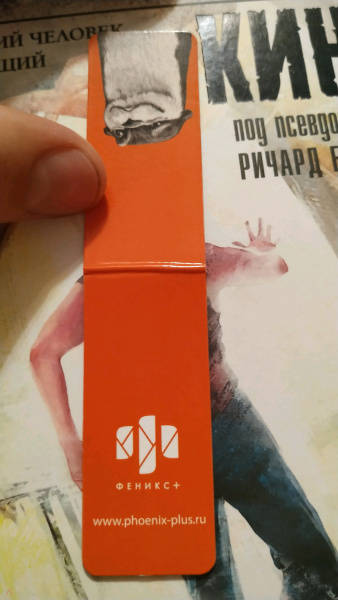 ИЙ ЧЕЛОВЕК
ЩИЙ
КИН
под псевдо
РИЧАРД
ФЕНИКС+
www.phoenix-plus.ru